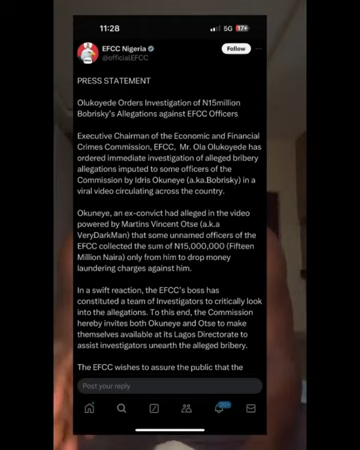 11:28
5G 17+
EFCC Nigeria
@officialEFCC
Follow
PRESS STATEMENT
Olukoyede Orders Investigation of N15million
Bobrisky's Allegations against EFCC Officers
Executive Chairman of the Economic and Financial
Crimes Commission, EFCC, Mr. Ola Olukoyede has
ordered immediate investigation of alleged bribery
allegations imputed to some officers of the
Commission by Idris Okuneye (a.ka.Bobrisky) in a
viral video circulating across the country.
Okuneye, an ex-convict had alleged in the video
powered by Martins Vincent Otse (a.k.a
VeryDarkMan) that some unnamed officers of the
EFCC collected the sum of N15,000,000 (Fifteen
Million Naira) only from him to drop money
laundering charges against him.
In a swift reaction, the EFCC's boss has
constituted a team of Investigators to critically look
into the allegations. To this end, the Commission
hereby invites both Okuneye and Otse to make
themselves available at its Lagos Directorate to
assist investigators unearth the alleged bribery.
The EFCC wishes to assure the public that the
Post your reply
20+